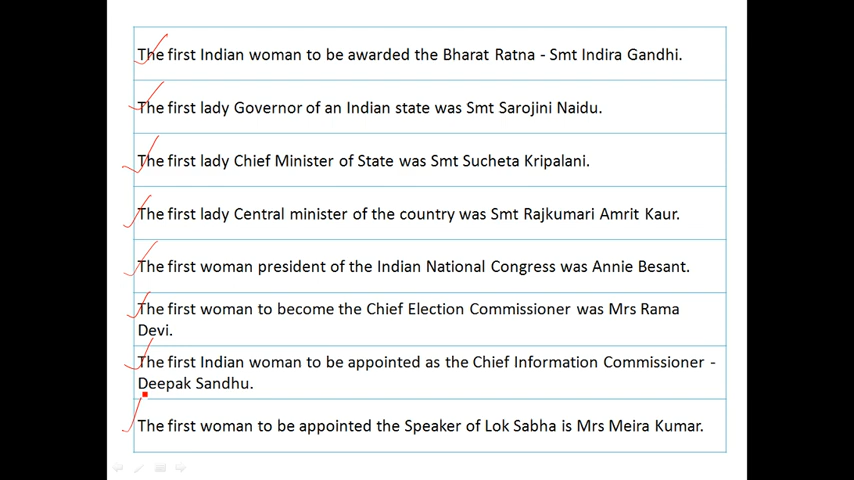 The first Indian woman to be awarded the Bharat Ratna - Smt Indira Gandhi.
The first lady Governor of an Indian state was Smt Sarojini Naidu.
The first lady Chief Minister of State was Smt Sucheta Kripalani.
The first lady Central minister of the country was Smt Rajkumari Amrit Kaur.
The first woman president of the Indian National Congress was Annie Besant.
The first woman to become the Chief Election Commissioner was Mrs Rama
Devi.
The first Indian woman to be appointed as the Chief Information Commissioner -
Deepak Sandhu.
The first woman to be appointed the Speaker of Lok Sabha is Mrs Meira Kumar.